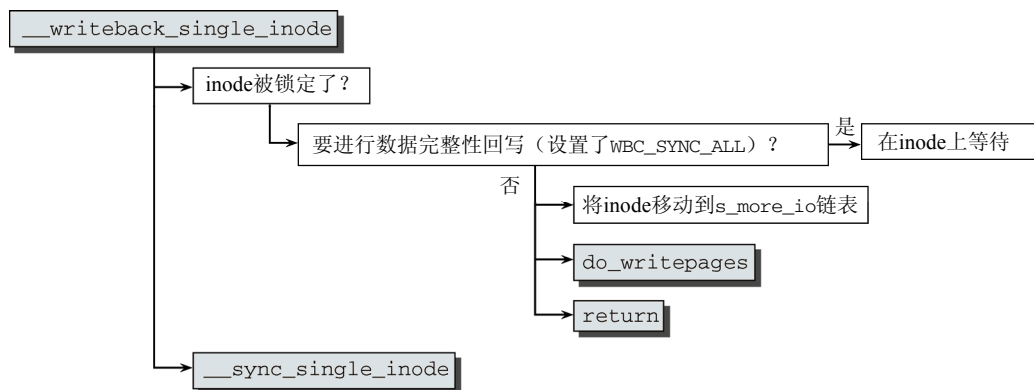 __writeback_single_inode
inode被锁定了？
要进行数据完整性回写（设置了WBC_SYNC_ALL）？
是
在inode上等待
否
将inode移动到s_more_io链表
do_writepages
return
__sync_single_inode